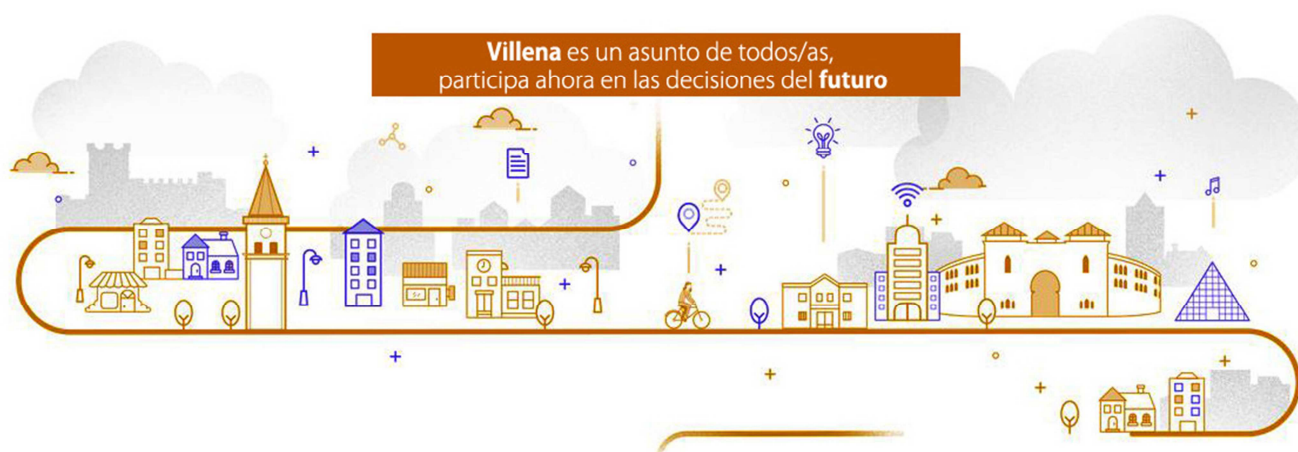 Villena es un asunto de todos/as,
participa ahora en las decisiones del futuro